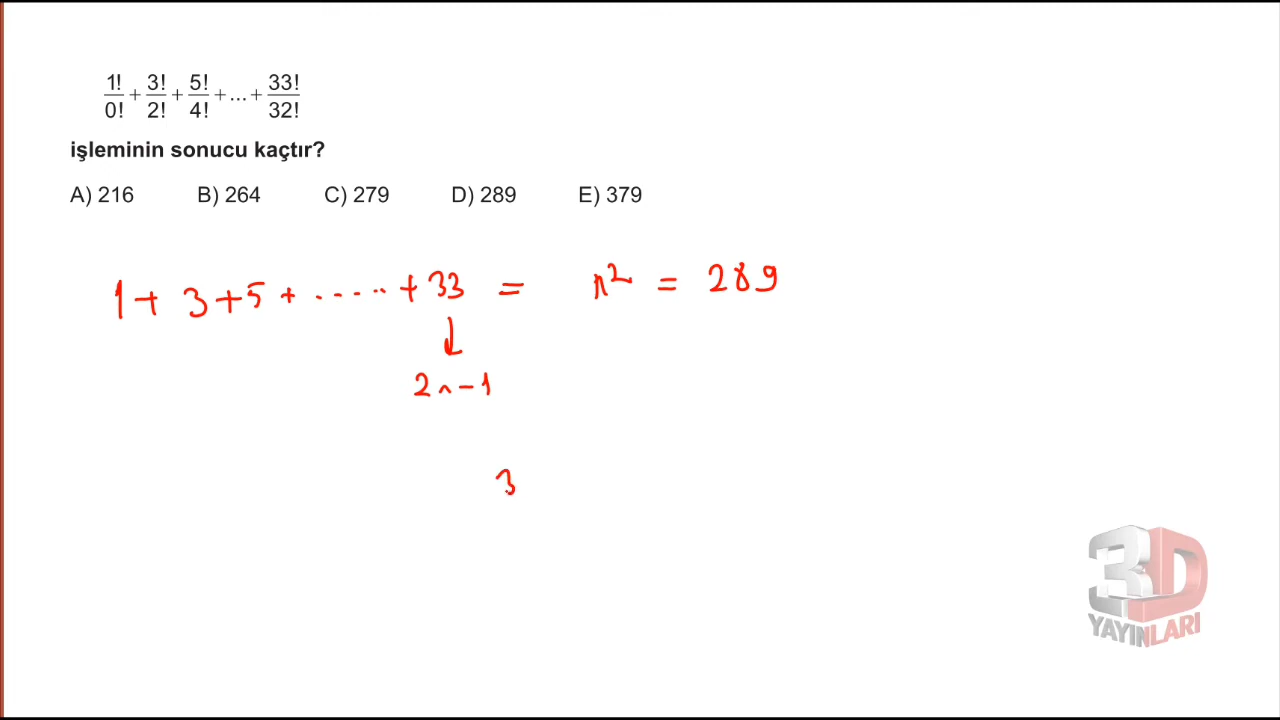 1!/0! + 3!/2! + 5!/4! + ... + 33!/32!
işleminin sonucu kaçtır?
A) 216 B) 264 C) 279 D) 289 E) 379
1 + 3 + 5 + ...... + 33 = n² = 289
↓
2n - 1
3
3D
YAYINLARI